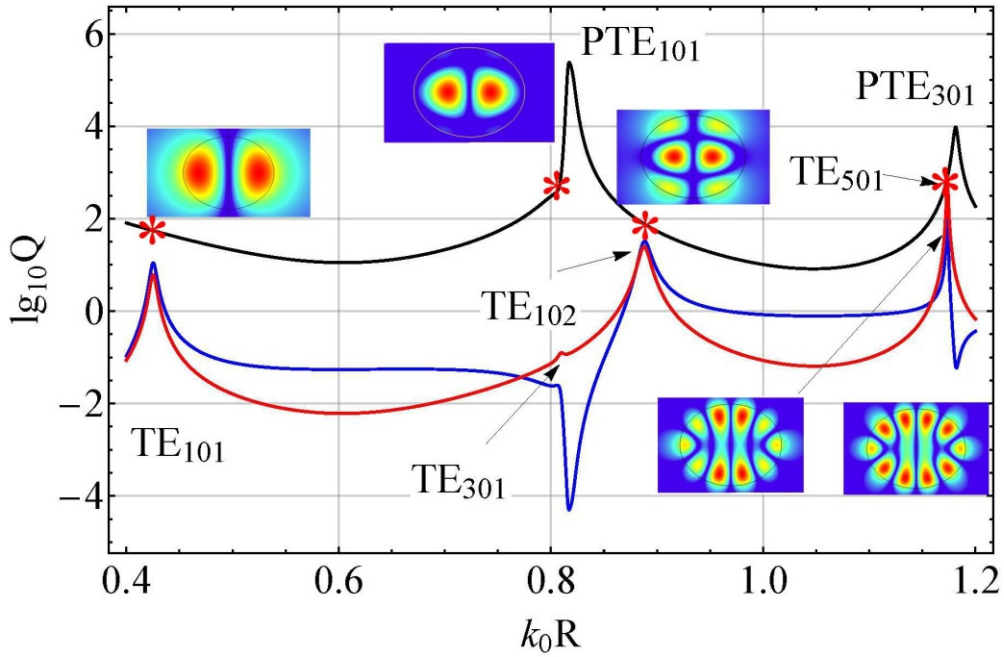 6
4
2
0
−2
−4
lg₁₀Q
PTE₁₀₁
PTE₃₀₁
TE₅₀₁
TE₁₀₂
TE₁₀₁
TE₃₀₁
0.4 0.6 0.8 1.0 1.2
k₀R